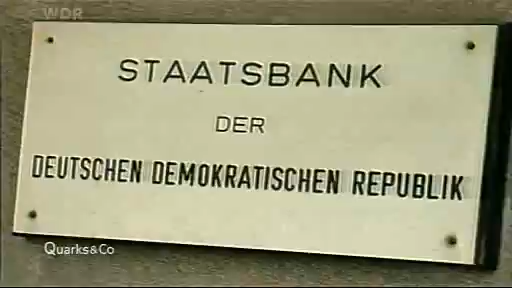 WDR
STAATSBANK
DER
DEUTSCHEN DEMOKRATISCHEN REPUBLIK
Quarks&Co